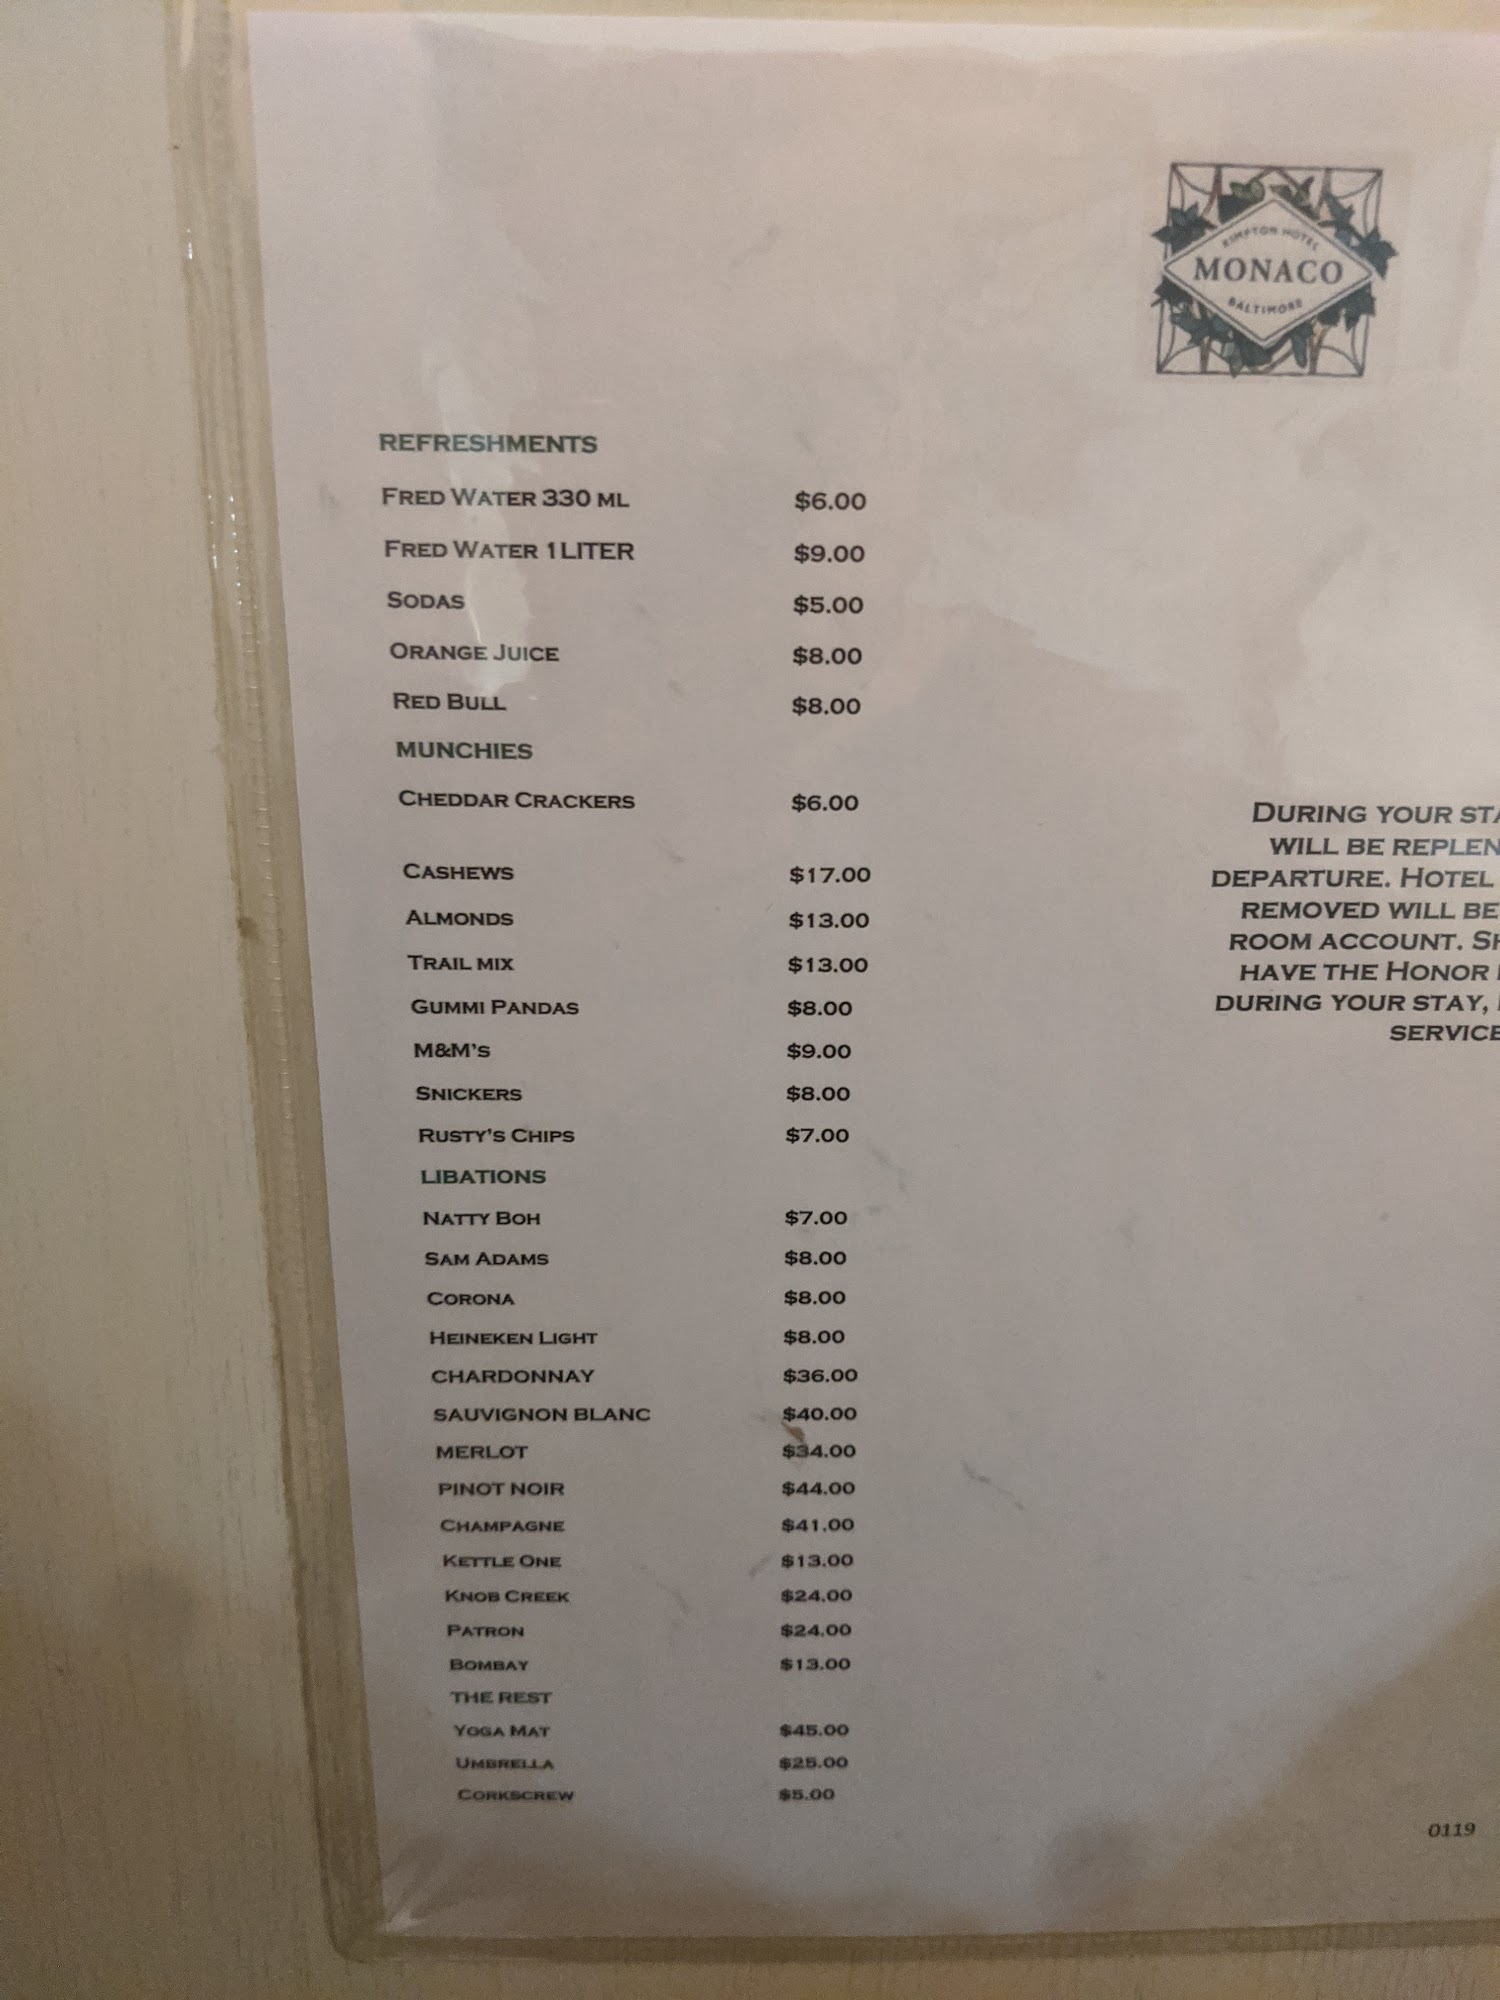 KIMPTON HOTEL
MONACO
BALTIMORE
REFRESHMENTS
FRED WATER 330 ML $6.00
FRED WATER 1LITER $9.00
SODAS $5.00
ORANGE JUICE $8.00
RED BULL $8.00
MUNCHIES
CHEDDAR CRACKERS $6.00
CASHEWS $17.00
ALMONDS $13.00
TRAIL MIX $13.00
GUMMI PANDAS $8.00
M&M'S $9.00
SNICKERS $8.00
RUSTY'S CHIPS $7.00
LIBATIONS
NATTY BOH $7.00
SAM ADAMS $8.00
CORONA $8.00
HEINEKEN LIGHT $8.00
CHARDONNAY $36.00
SAUVIGNON BLANC $40.00
MERLOT $34.00
PINOT NOIR $44.00
CHAMPAGNE $41.00
KETTLE ONE $13.00
KNOB CREEK $24.00
PATRON $24.00
BOMBAY $13.00
THE REST
YOGA MAT $45.00
UMBRELLA $25.00
CORKSCREW $5.00
DURING YOUR
WILL BE
DEPARTURE. HOTEL
REMOVED WILL BE
ROOM ACCOUNT.
HAVE THE HONOR
DURING YOUR STAY,
SERVICE
0119